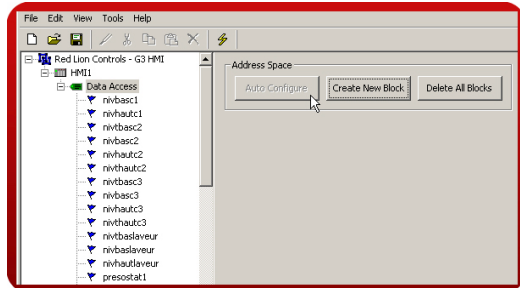 File Edit View Tools Help
Red Lion Controls - G3 HMI
HMI1
Data Access
nivbasc1
nivhautc1
nivtbasc2
nivbasc2
nivhautc2
nivthautc2
nivtbasc3
nivbasc3
nivhautc3
nivthautc3
nivtbaslaveur
nivbaslaveur
nivhautlaveur
presostat1
Address Space
Auto Configure Create New Block Delete All Blocks